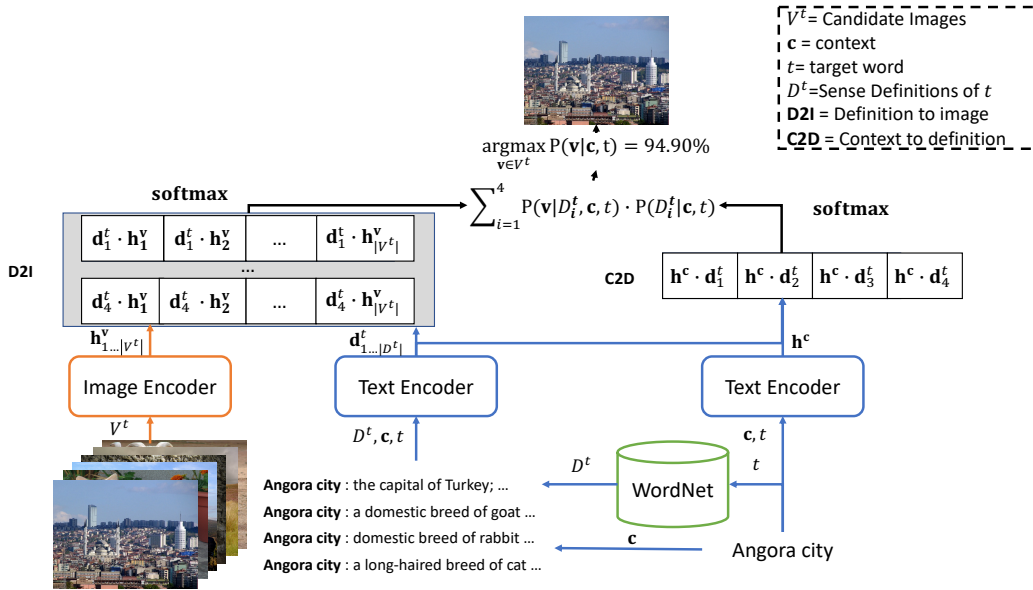 V^t= Candidate Images
c = context
t= target word
D^t=Sense Definitions of t
D2I = Definition to image
C2D = Context to definition
argmax P(v|c, t) = 94.90%
v∈V^t
softmax
∑_{i=1}^{4} P(v|D_i^t, c, t) · P(D_i^t|c, t)
softmax
D2I
d_1^t · h_1^v d_1^t · h_2^v ... d_1^t · h_{|V^t|}^v
...
d_4^t · h_1^v d_4^t · h_2^v ... d_4^t · h_{|V^t|}^v
C2D
h^c · d_1^t h^c · d_2^t h^c · d_3^t h^c · d_4^t
h_{1...|V^t|}^v
d_{1...|D^t|}^t
h^c
Image Encoder
Text Encoder
Text Encoder
V^t
D^t, c, t
c, t
t
D^t
WordNet
Angora city : the capital of Turkey; ...
Angora city : a domestic breed of goat ...
Angora city : domestic breed of rabbit ...
Angora city : a long-haired breed of cat ...
c
Angora city